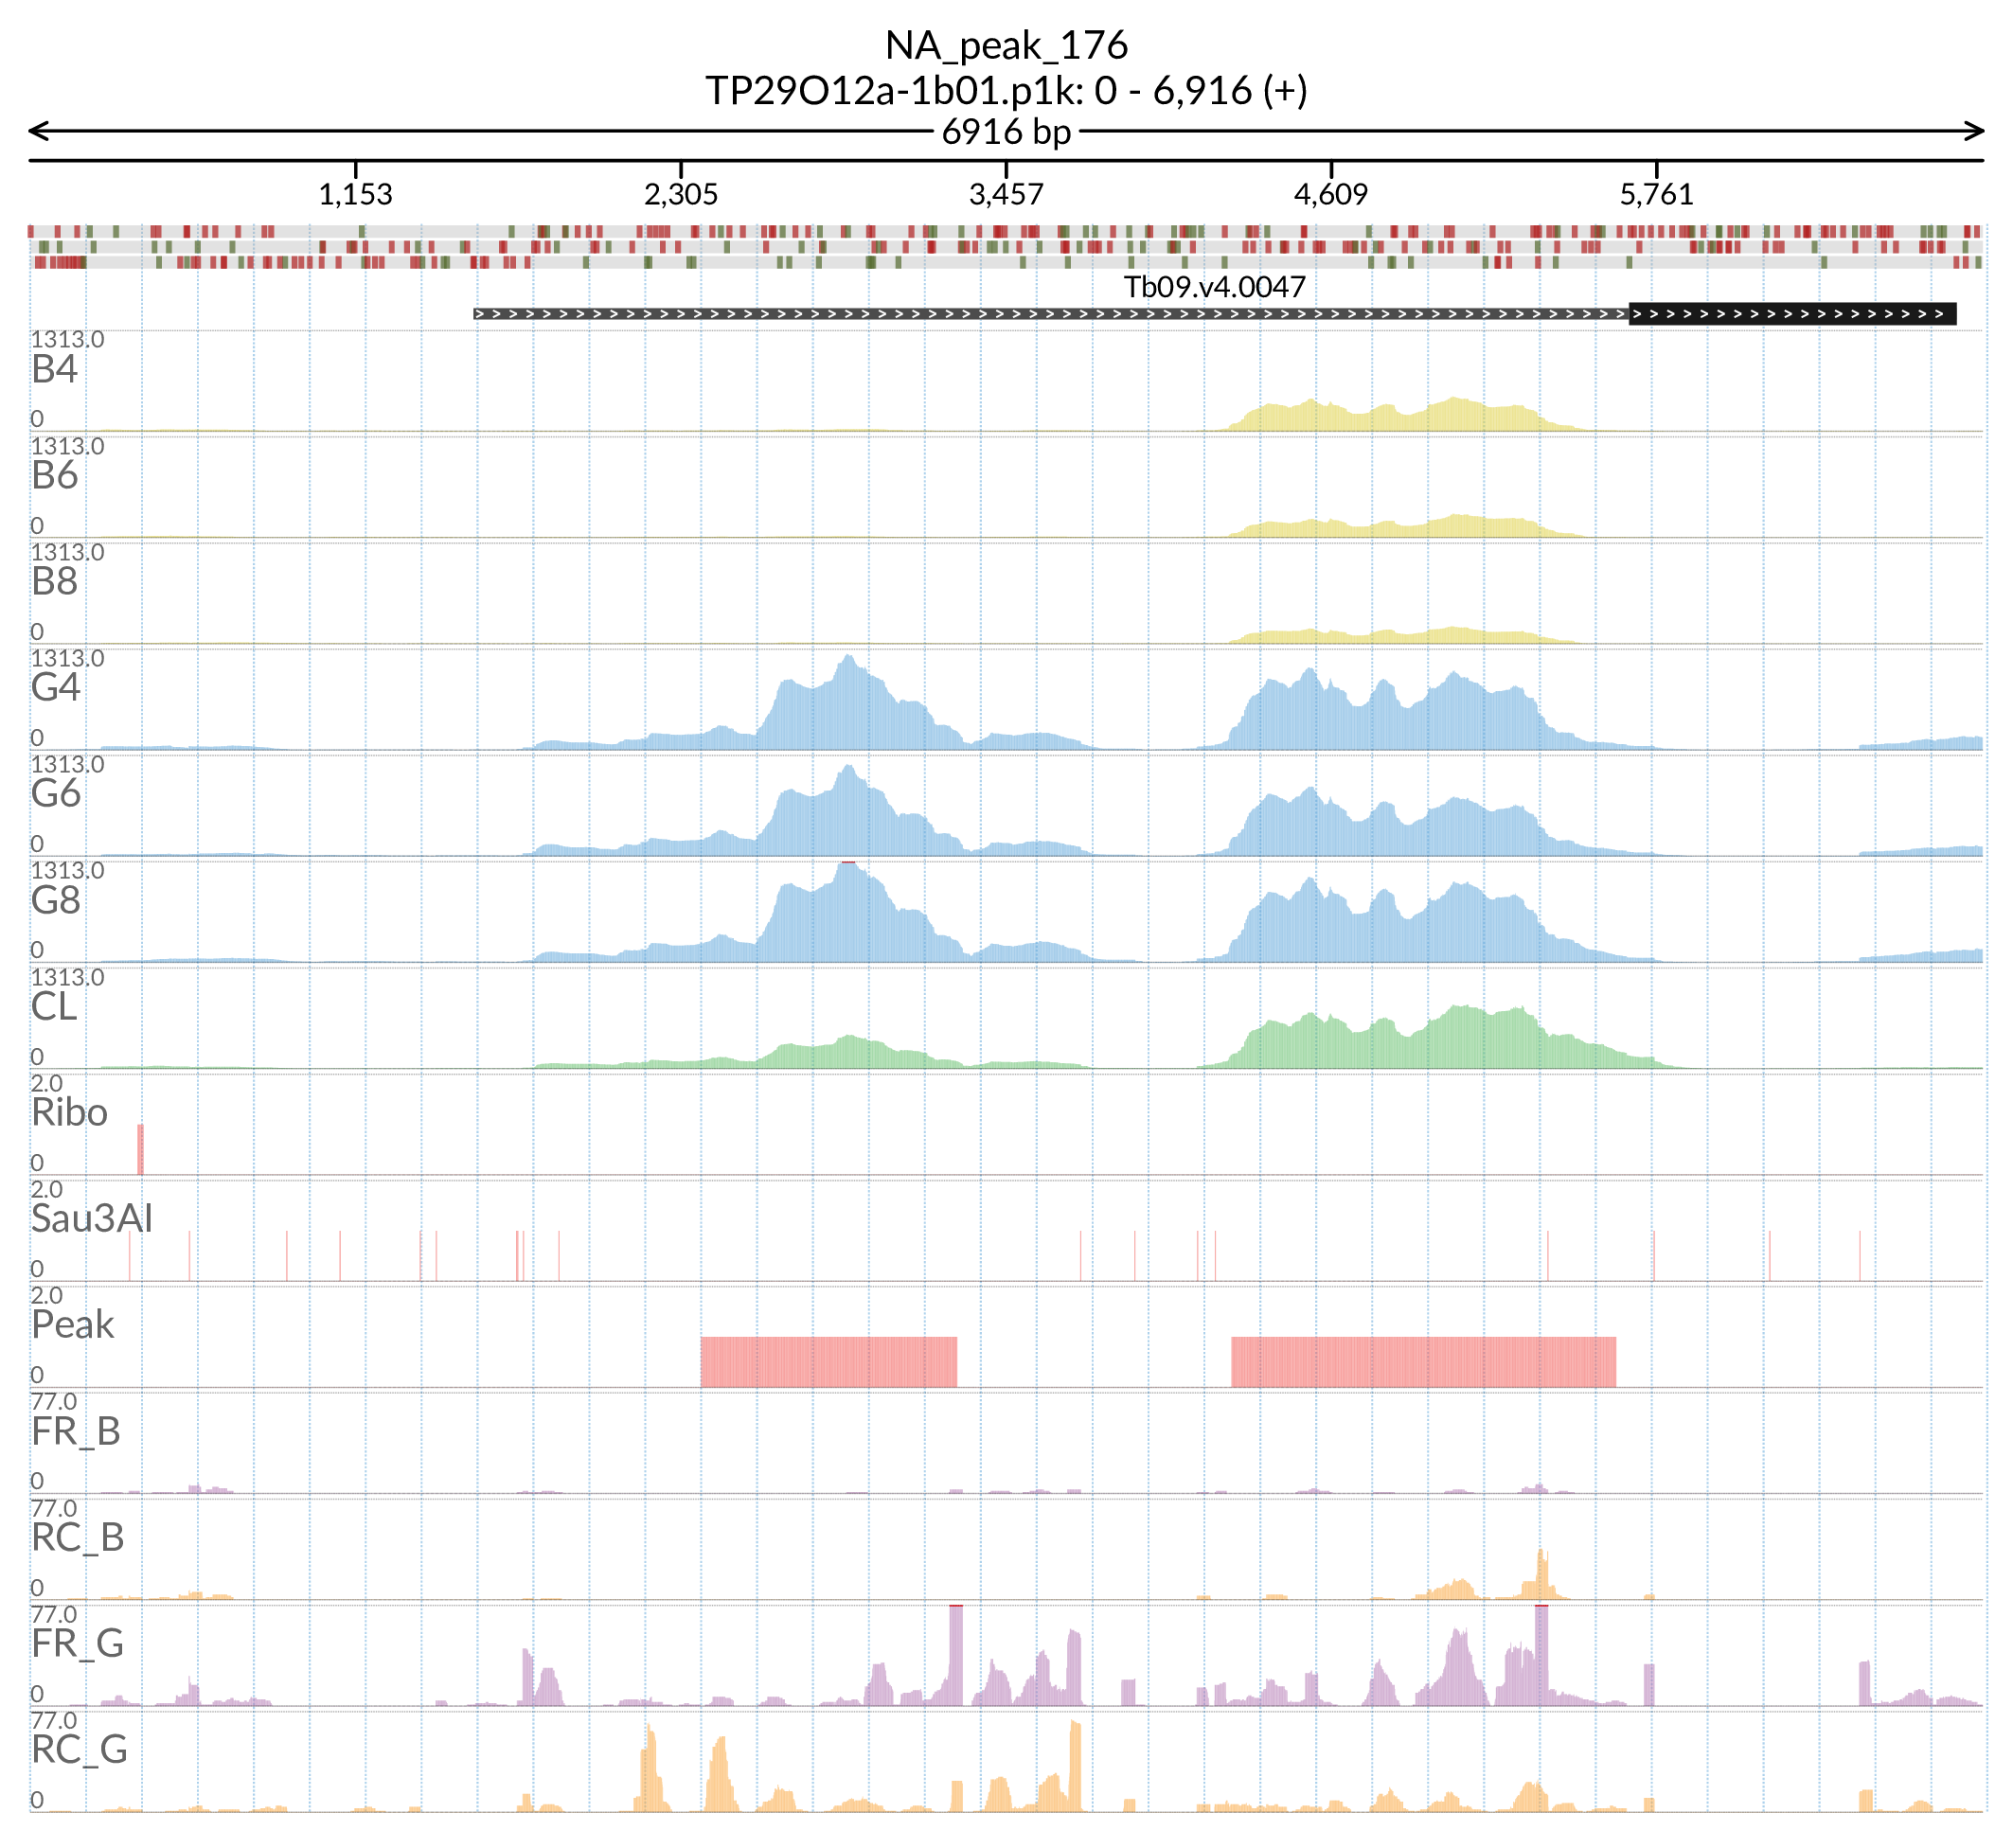 NA_peak_176
TP29O12a-1b01.p1k: 0 - 6,916 (+)
6916 bp
1,153 2,305 3,457 4,609 5,761
Tb09.v4.0047
1313.0
B4
0
1313.0
B6
0
1313.0
B8
0
1313.0
G4
0
1313.0
G6
0
1313.0
G8
0
1313.0
CL
0
2.0
Ribo
0
2.0
Sau3AI
0
2.0
Peak
0
77.0
FR_B
0
77.0
RC_B
0
77.0
FR_G
0
77.0
RC_G
0